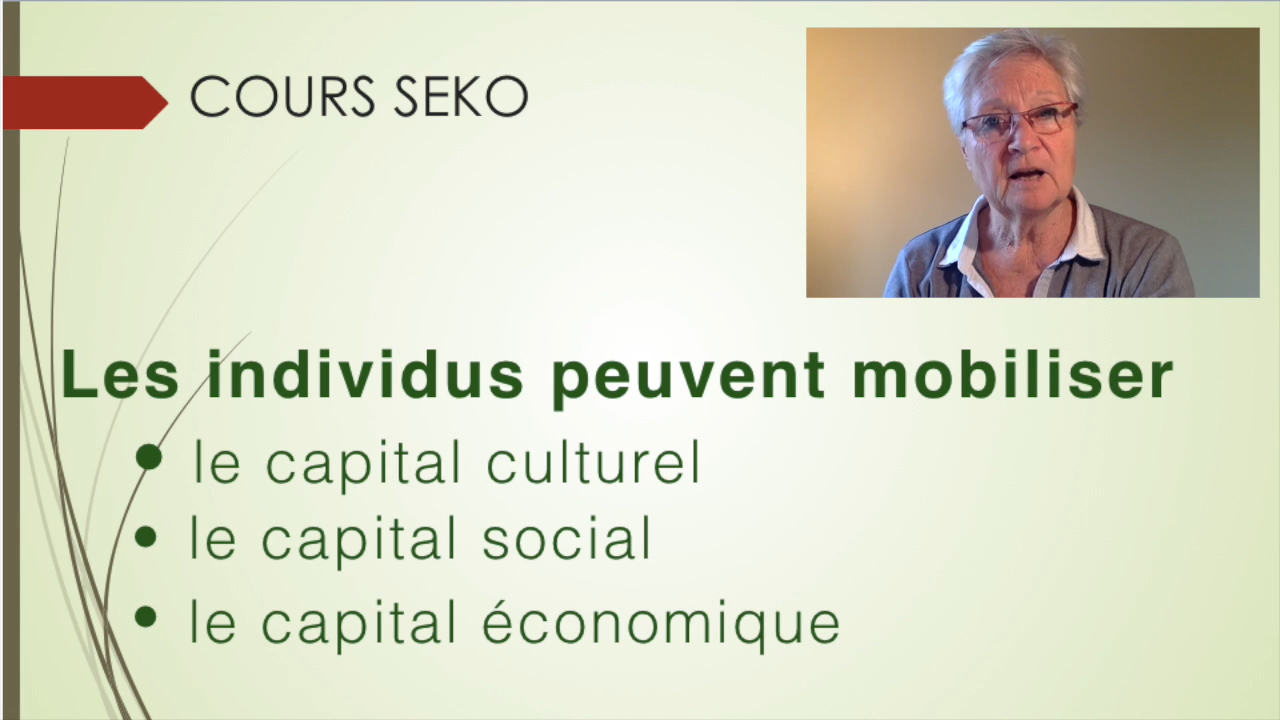 COURS SEKO
Les individus peuvent mobiliser
• le capital culturel
• le capital social
• le capital économique